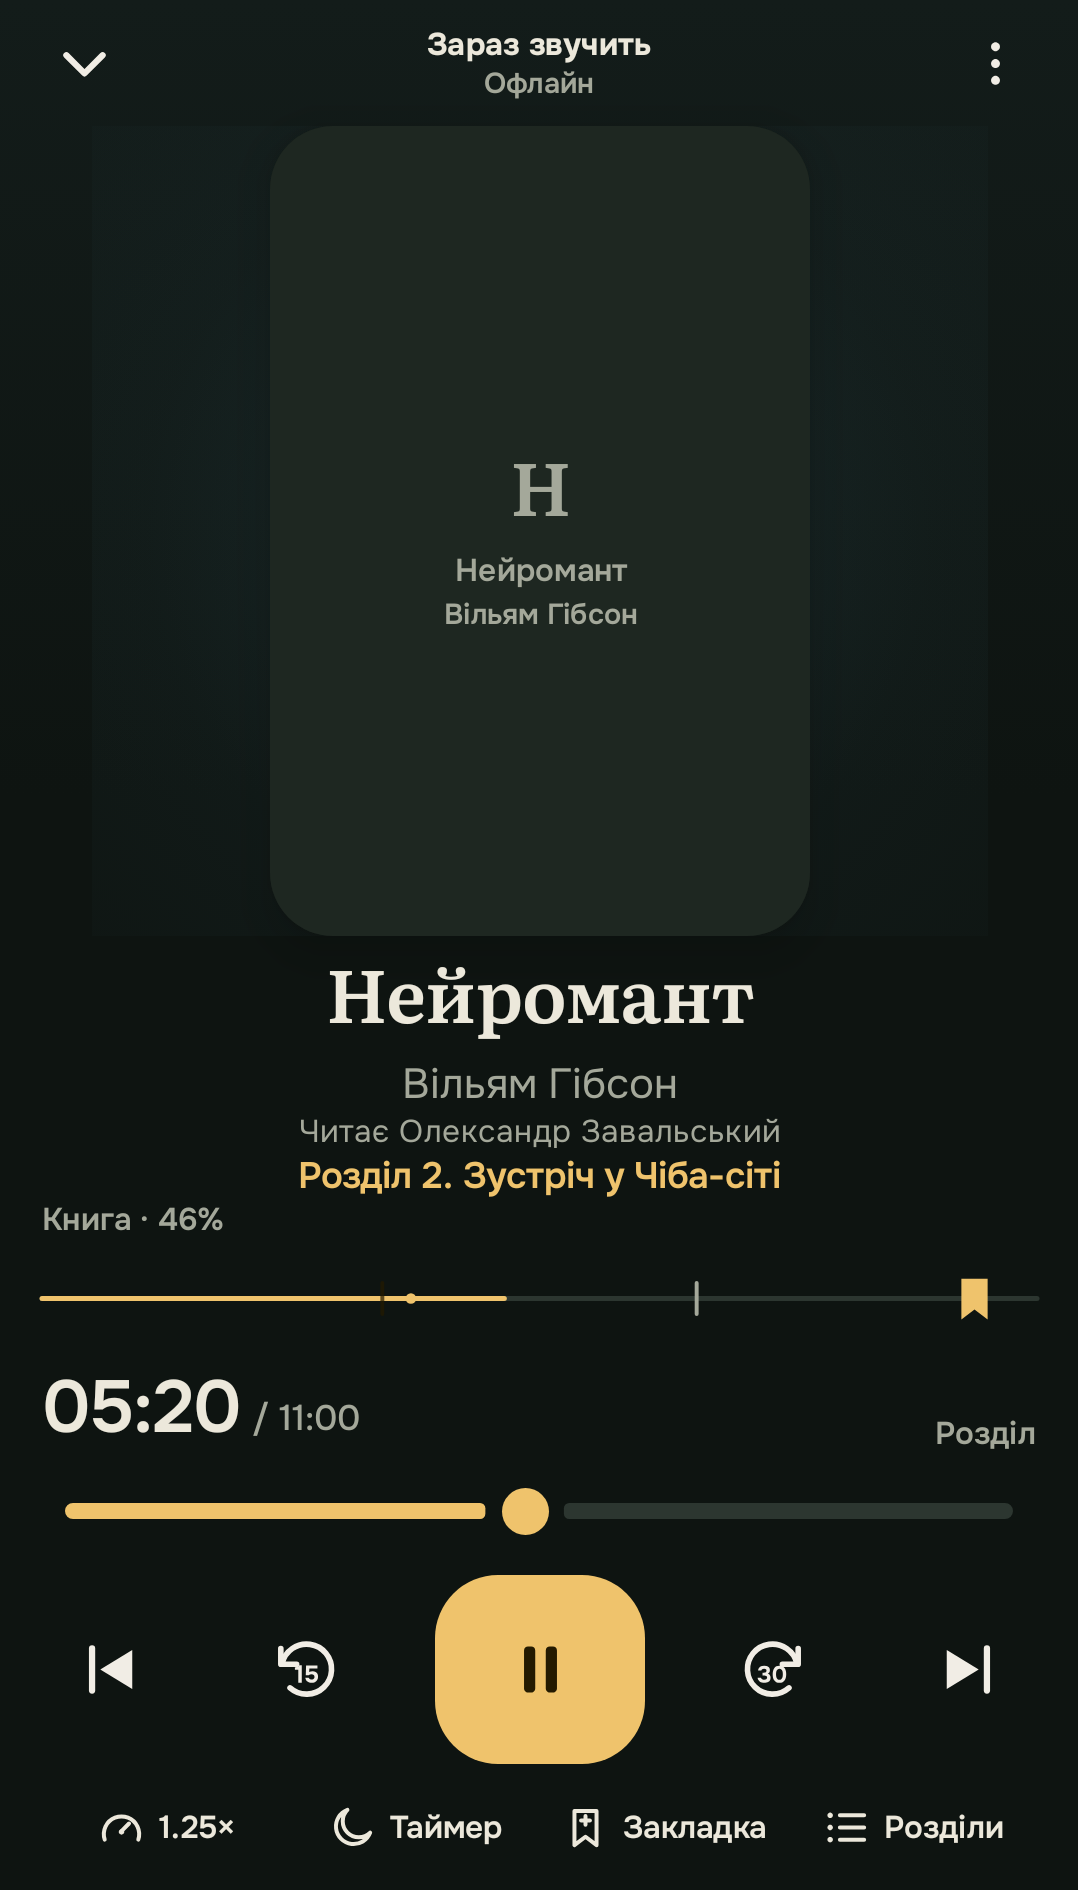 Зараз звучить
Офлайн
Н
Нейромант
Вільям Гібсон
Нейромант
Вільям Гібсон
Читає Олександр Завальський
Розділ 2. Зустріч у Чіба-сіті
Книга · 46%
05:20 / 11:00
Розділ
15
30
1.25×
Таймер
Закладка
Розділи